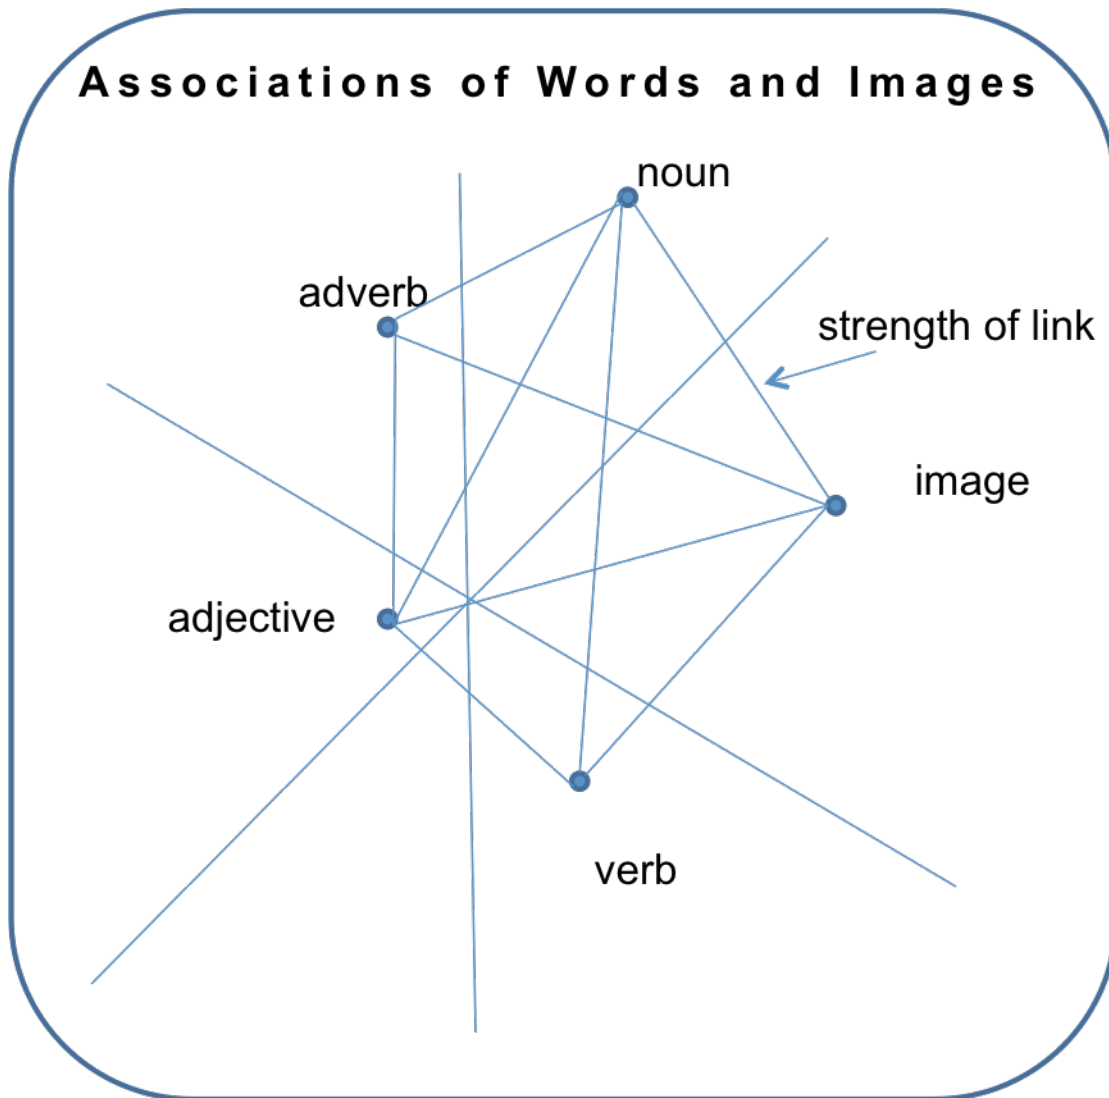 Associations of Words and Images
noun
adverb
strength of link
image
adjective
verb